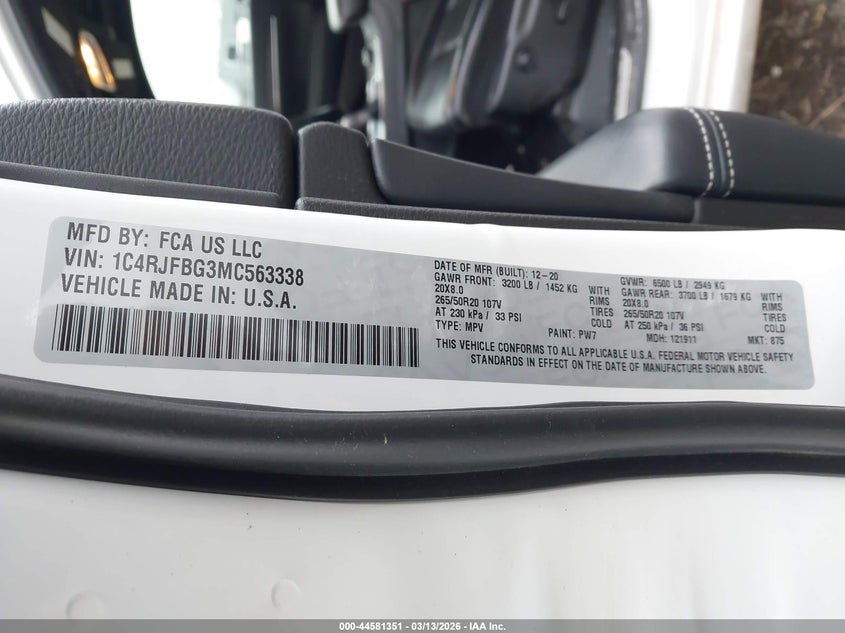 MFD BY: FCA US LLC
VIN: 1C4RJFBG3MC563338
VEHICLE MADE IN: U.S.A.
DATE OF MFR (BUILT): 12-20 GVWR: 6500 LB / 2949 KG
GAWR FRONT: 3200 LB / 1452 KG WITH GAWR REAR: 3700 LB / 1679 KG WITH
20X8.0 RIMS 20X8.0 RIMS
265/50R20 107V TIRES 265/50R20 107V TIRES
AT 230 kPa / 33 PSI COLD AT 250 kPa / 36 PSI COLD
TYPE: MPV PAINT: PW7 MDH: 121911 MKT: 875
THIS VEHICLE CONFORMS TO ALL APPLICABLE U.S.A. FEDERAL MOTOR VEHICLE SAFETY
STANDARDS IN EFFECT ON THE DATE OF MANUFACTURE SHOWN ABOVE.
000-44581351 | 03/13/2026 | IAA Inc.